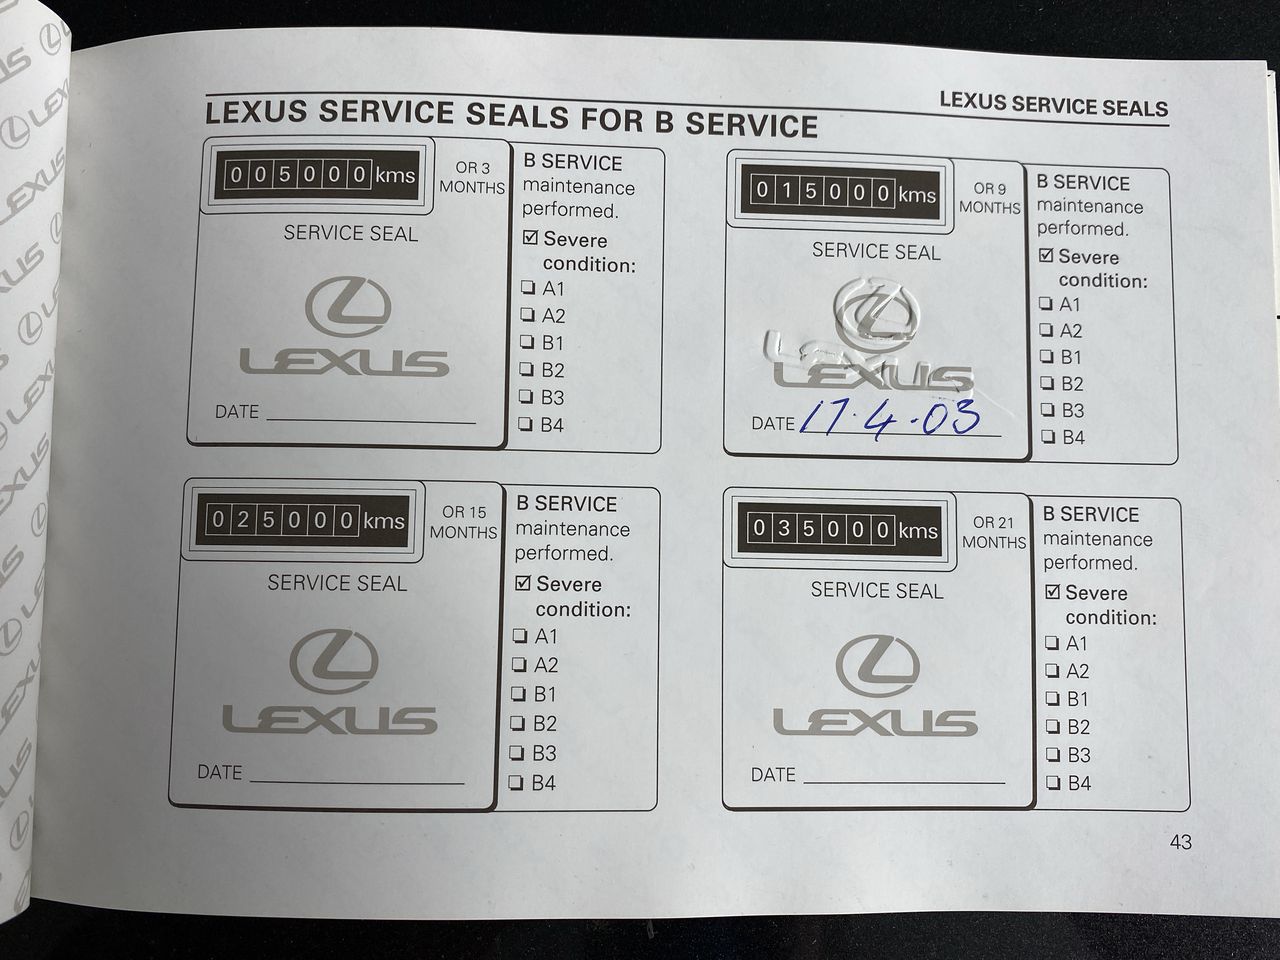 LEXUS SERVICE SEALS
LEXUS SERVICE SEALS FOR B SERVICE
005000 kms
OR 3
MONTHS
SERVICE SEAL
LEXUS
DATE
B SERVICE
maintenance
performed.
☑ Severe
condition:
❏ A1
❏ A2
❏ B1
❏ B2
❏ B3
❏ B4
015000 kms
OR 9
MONTHS
SERVICE SEAL
LEXUS
LEXUS
DATE 17.4.03
B SERVICE
maintenance
performed.
☑ Severe
condition:
❏ A1
❏ A2
❏ B1
❏ B2
❏ B3
❏ B4
025000 kms
OR 15
MONTHS
SERVICE SEAL
LEXUS
DATE
B SERVICE
maintenance
performed.
☑ Severe
condition:
❏ A1
❏ A2
❏ B1
❏ B2
❏ B3
❏ B4
035000 kms
OR 21
MONTHS
SERVICE SEAL
LEXUS
DATE
B SERVICE
maintenance
performed.
☑ Severe
condition:
❏ A1
❏ A2
❏ B1
❏ B2
❏ B3
❏ B4
43